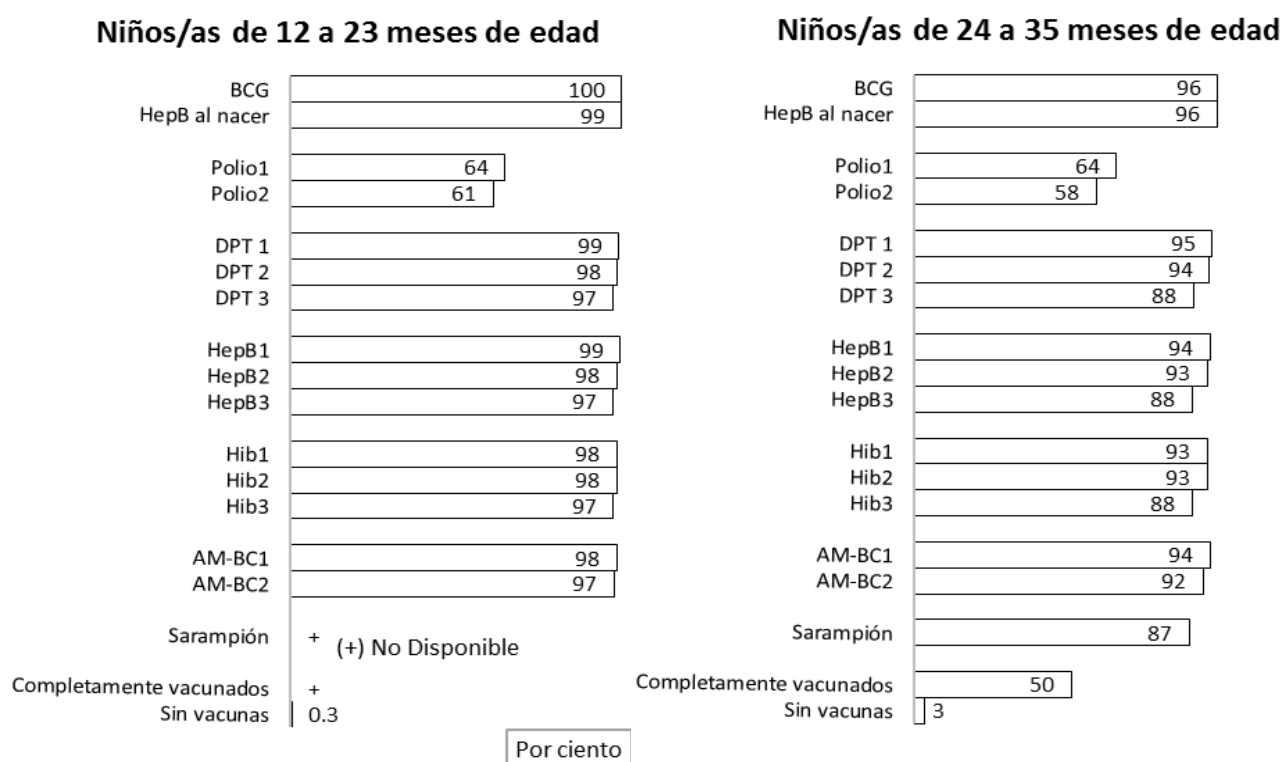 Niños/as de 12 a 23 meses de edad
BCG 100
HepB al nacer 99
Polio1 64
Polio2 61
DPT 1 99
DPT 2 98
DPT 3 97
HepB1 99
HepB2 98
HepB3 97
Hib1 98
Hib2 98
Hib3 97
AM-BC1 98
AM-BC2 97
Sarampión + (+) No Disponible
Completamente vacunados +
Sin vacunas 0.3
Por ciento
Niños/as de 24 a 35 meses de edad
BCG 96
HepB al nacer 96
Polio1 64
Polio2 58
DPT 1 95
DPT 2 94
DPT 3 88
HepB1 94
HepB2 93
HepB3 88
Hib1 93
Hib2 93
Hib3 88
AM-BC1 94
AM-BC2 92
Sarampión 87
Completamente vacunados 50
Sin vacunas 3